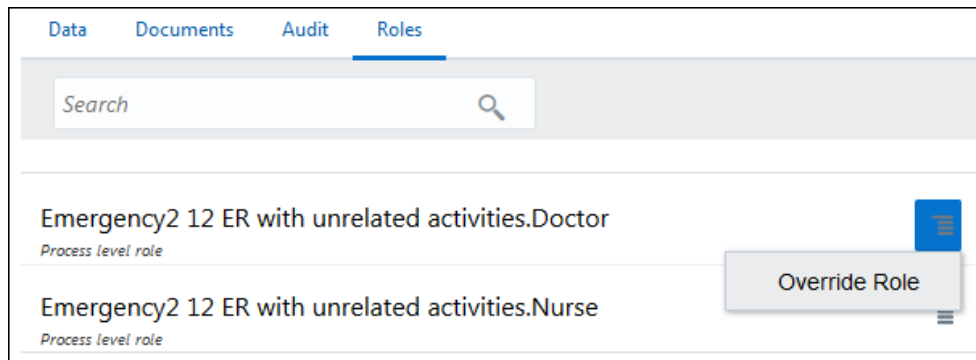 Data Documents Audit Roles
Search
Emergency2 12 ER with unrelated activities.Doctor
Process level role
Override Role
Emergency2 12 ER with unrelated activities.Nurse
Process level role